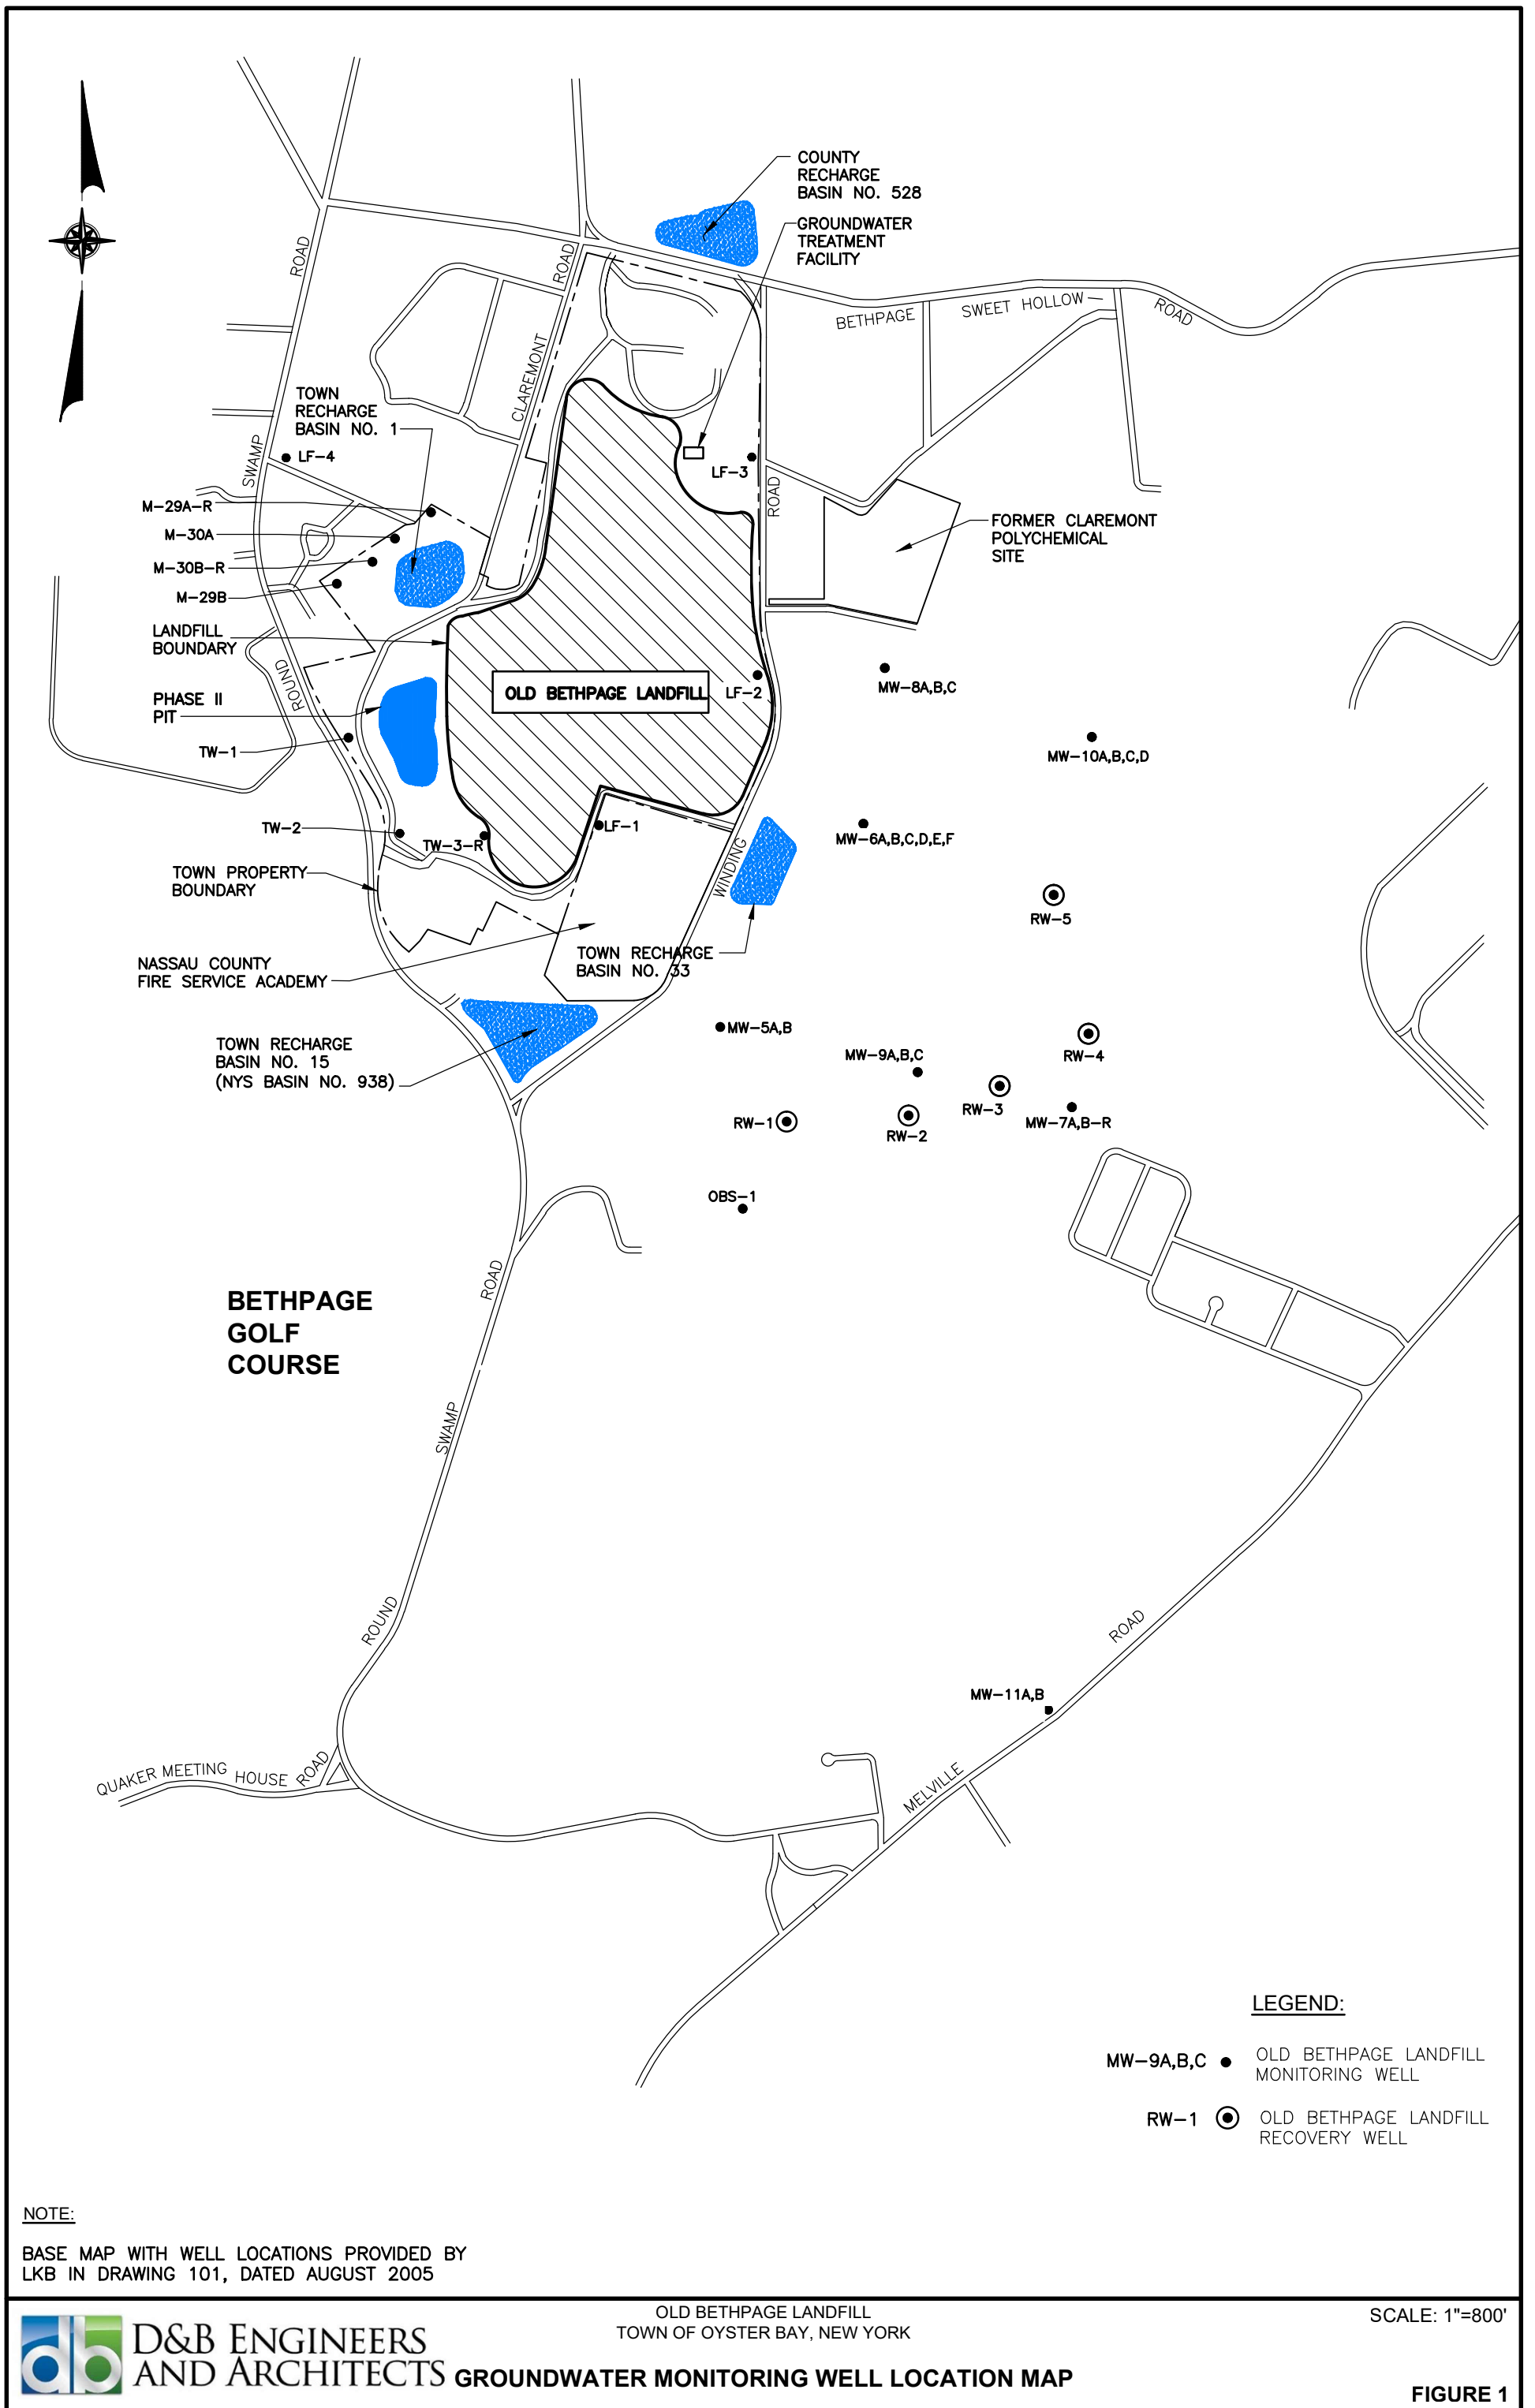 COUNTY
RECHARGE
BASIN NO. 528
GROUNDWATER
TREATMENT
FACILITY
ROAD
ROAD
BETHPAGE
SWEET HOLLOW
ROAD
CLAREMONT
TOWN
RECHARGE
BASIN NO. 1
SWAMP
LF-4
LF-3
ROAD
M-29A-R
M-30A
M-30B-R
M-29B
FORMER CLAREMONT
POLYCHEMICAL
SITE
LANDFILL
BOUNDARY
ROUND
OLD BETHPAGE LANDFILL
LF-2
MW-8A,B,C
PHASE II
PIT
TW-1
MW-10A,B,C,D
TW-2
TW-3-R
LF-1
MW-6A,B,C,D,E,F
WINDING
TOWN PROPERTY
BOUNDARY
RW-5
NASSAU COUNTY
FIRE SERVICE ACADEMY
TOWN RECHARGE
BASIN NO. 33
TOWN RECHARGE
BASIN NO. 15
(NYS BASIN NO. 938)
MW-5A,B
MW-9A,B,C
RW-4
RW-3
RW-1
RW-2
MW-7A,B-R
OBS-1
ROAD
BETHPAGE
GOLF
COURSE
SWAMP
ROUND
ROAD
MW-11A,B
QUAKER MEETING HOUSE ROAD
MELVILLE
LEGEND:
MW-9A,B,C
OLD BETHPAGE LANDFILL
MONITORING WELL
RW-1
OLD BETHPAGE LANDFILL
RECOVERY WELL
NOTE:
BASE MAP WITH WELL LOCATIONS PROVIDED BY
LKB IN DRAWING 101, DATED AUGUST 2005
db
D&B ENGINEERS
AND ARCHITECTS
OLD BETHPAGE LANDFILL
TOWN OF OYSTER BAY, NEW YORK
GROUNDWATER MONITORING WELL LOCATION MAP
SCALE: 1"=800'
FIGURE 1